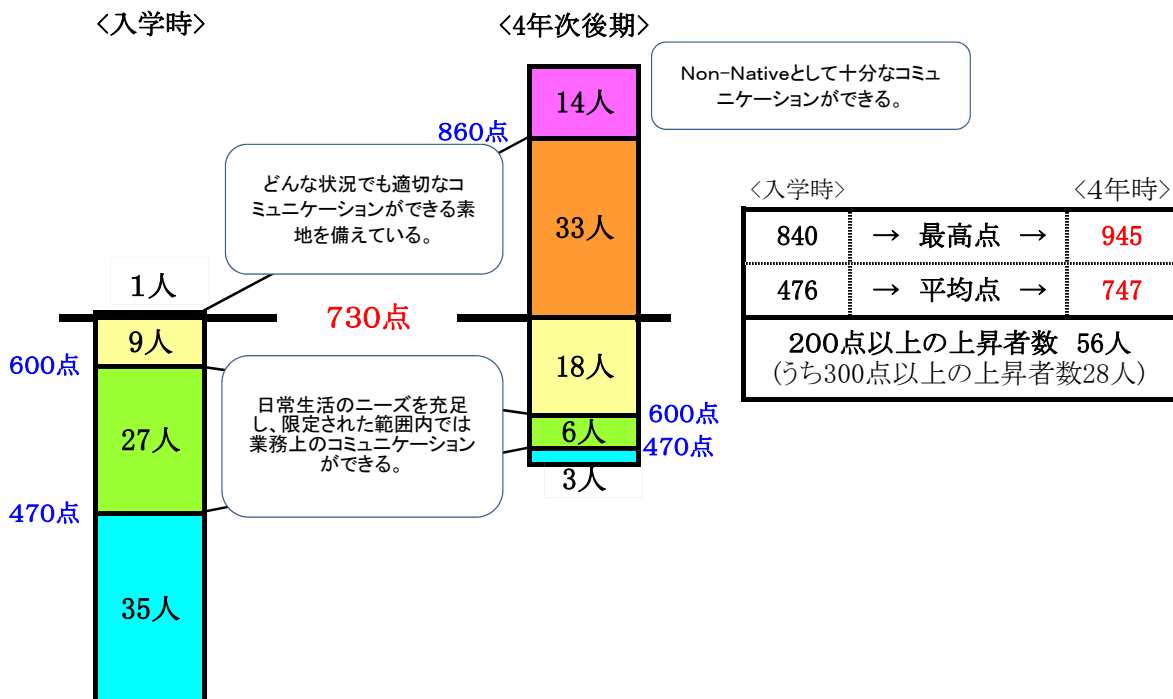 <入学時>
<4年次後期>
Non-Nativeとして十分なコミュ
ニケーションができる。
14人
860点
どんな状況でも適切なコ
ミュニケーションができる素
地を備えている。
33人
1人
730点
9人
600点
18人
600点
日常生活のニーズを充足
し、限定された範囲内では
業務上のコミュニケーション
ができる。
6人
470点
3人
27人
470点
35人
<入学時>
<4年時>
840 → 最高点 → 945
476 → 平均点 → 747
200点以上の上昇者数 56人
(うち300点以上の上昇者数28人)